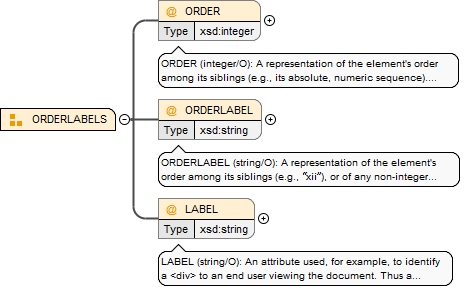 @ ORDER
Type xsd:integer
ORDER (integer/O): A representation of the element's order
among its siblings (e.g., its absolute, numeric sequence)....
ORDERLABELS
@ ORDERLABEL
Type xsd:string
ORDERLABEL (string/O): A representation of the element's
order among its siblings (e.g., “xii”), or of any non-integer...
@ LABEL
Type xsd:string
LABEL (string/O): An attribute used, for example, to identify
a <div> to an end user viewing the document. Thus a...